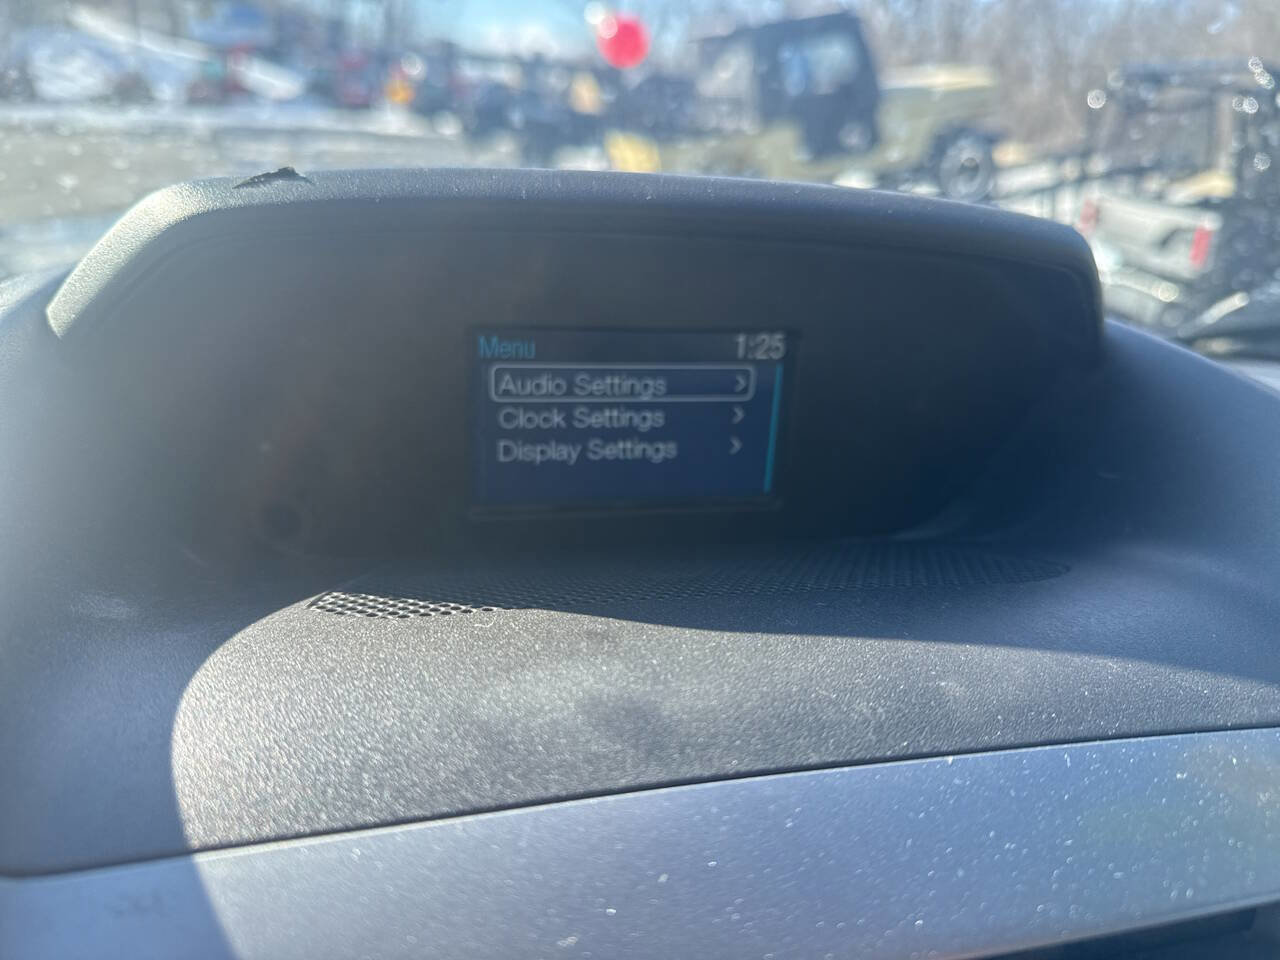 Menu 1:25
Audio Settings >
Clock Settings >
Display Settings >